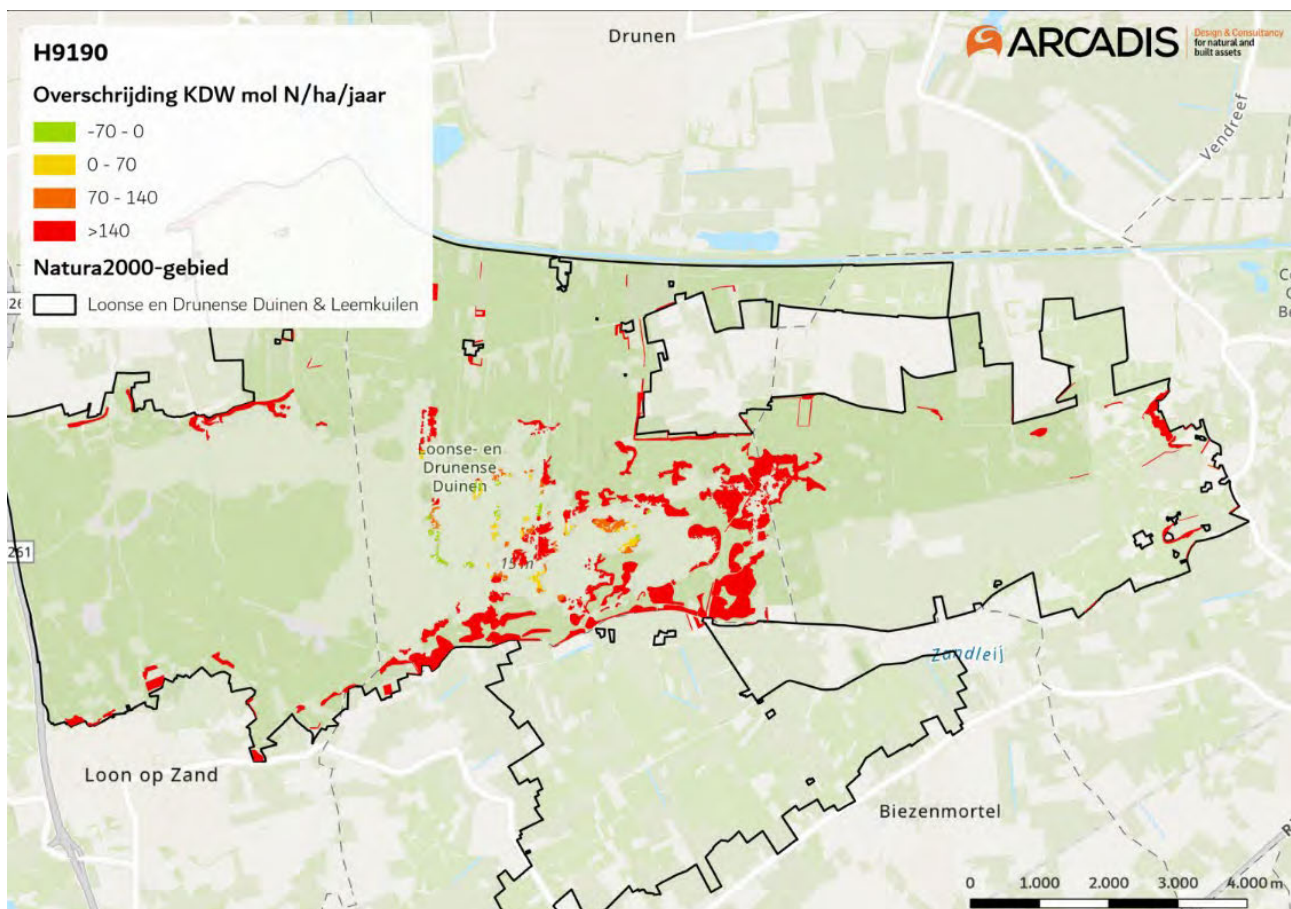 H9190
Overschrijding KDW mol N/ha/jaar
-70 - 0
0 - 70
70 - 140
>140
Natura2000-gebied
Loonse en Drunense Duinen & Leemkuilen
Drunen
ARCADIS
Design & Consultancy
for natural and
built assets
Vendreef
Loonse- en
Drunense
Duinen
261
Zandleij
Loon op Zand
Biezenmortel
0 1.000 2.000 3.000 4.000 m